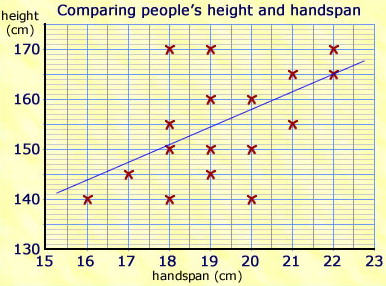 Comparing people's height and handspan
height
(cm)
170
160
150
140
130
15 16 17 18 19 20 21 22 23
handspan (cm)